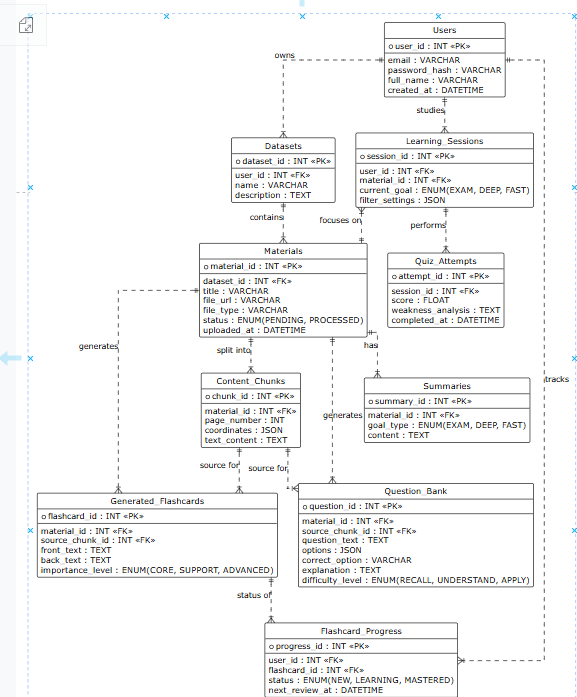 Users
user_id : INT «PK»
email : VARCHAR
password_hash : VARCHAR
full_name : VARCHAR
created_at : DATETIME
owns
studies
Datasets
dataset_id : INT «PK»
user_id : INT «FK»
name : VARCHAR
description : TEXT
Learning_Sessions
session_id : INT «PK»
user_id : INT «FK»
material_id : INT «FK»
current_goal : ENUM(EXAM, DEEP, FAST)
filter_settings : JSON
contains
focuses on
performs
Materials
material_id : INT «PK»
dataset_id : INT «FK»
title : VARCHAR
file_url : VARCHAR
file_type : VARCHAR
status : ENUM(PENDING, PROCESSED)
uploaded_at : DATETIME
Quiz_Attempts
attempt_id : INT «PK»
session_id : INT «FK»
score : FLOAT
weakness_analysis : TEXT
completed_at : DATETIME
generates
split into
has
tracks
Content_Chunks
chunk_id : INT «PK»
material_id : INT «FK»
page_number : INT
coordinates : JSON
text_content : TEXT
generates
Summaries
summary_id : INT «PK»
material_id : INT «FK»
goal_type : ENUM(EXAM, DEEP, FAST)
content : TEXT
source for
source for
Generated_Flashcards
flashcard_id : INT «PK»
material_id : INT «FK»
source_chunk_id : INT «FK»
front_text : TEXT
back_text : TEXT
importance_level : ENUM(CORE, SUPPORT, ADVANCED)
Question_Bank
question_id : INT «PK»
material_id : INT «FK»
source_chunk_id : INT «FK»
question_text : TEXT
options : JSON
correct_option : VARCHAR
explanation : TEXT
difficulty_level : ENUM(RECALL, UNDERSTAND, APPLY)
status of
Flashcard_Progress
progress_id : INT «PK»
user_id : INT «FK»
flashcard_id : INT «FK»
status : ENUM(NEW, LEARNING, MASTERED)
next_review_at : DATETIME